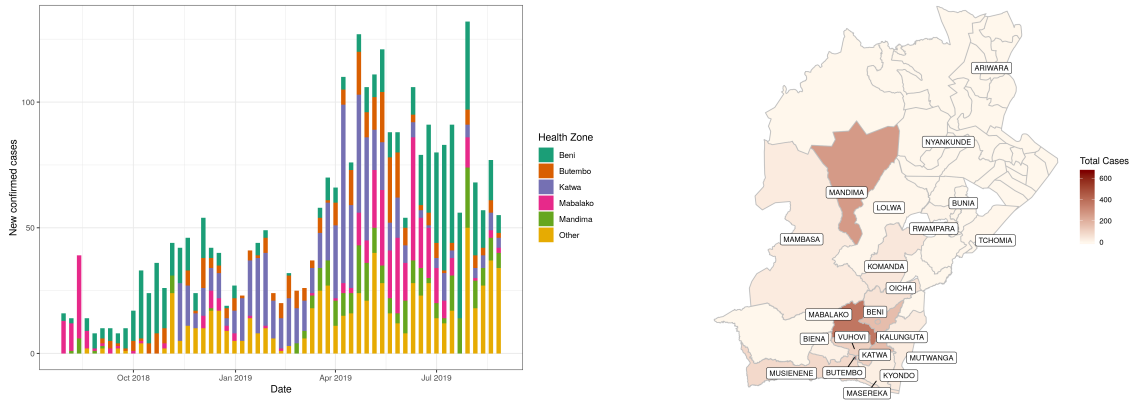 New confirmed cases
100
50
0
Oct 2018
Jan 2019
Apr 2019
Jul 2019
Date
Health Zone
Beni
Butembo
Katwa
Mabalako
Mandima
Other
ARIWARA
NYANKUNDE
MANDIMA
LOLWA
BUNIA
RWAMPARA
MAMBASA
TCHOMIA
KOMANDA
OICHA
MABALAKO
BENI
BIENA
VUHOVI
KALUNGUTA
KATWA
MUTWANGA
MUSIENENE
BUTEMBO
KYONDO
MASEREKA
Total Cases
600
400
200
0